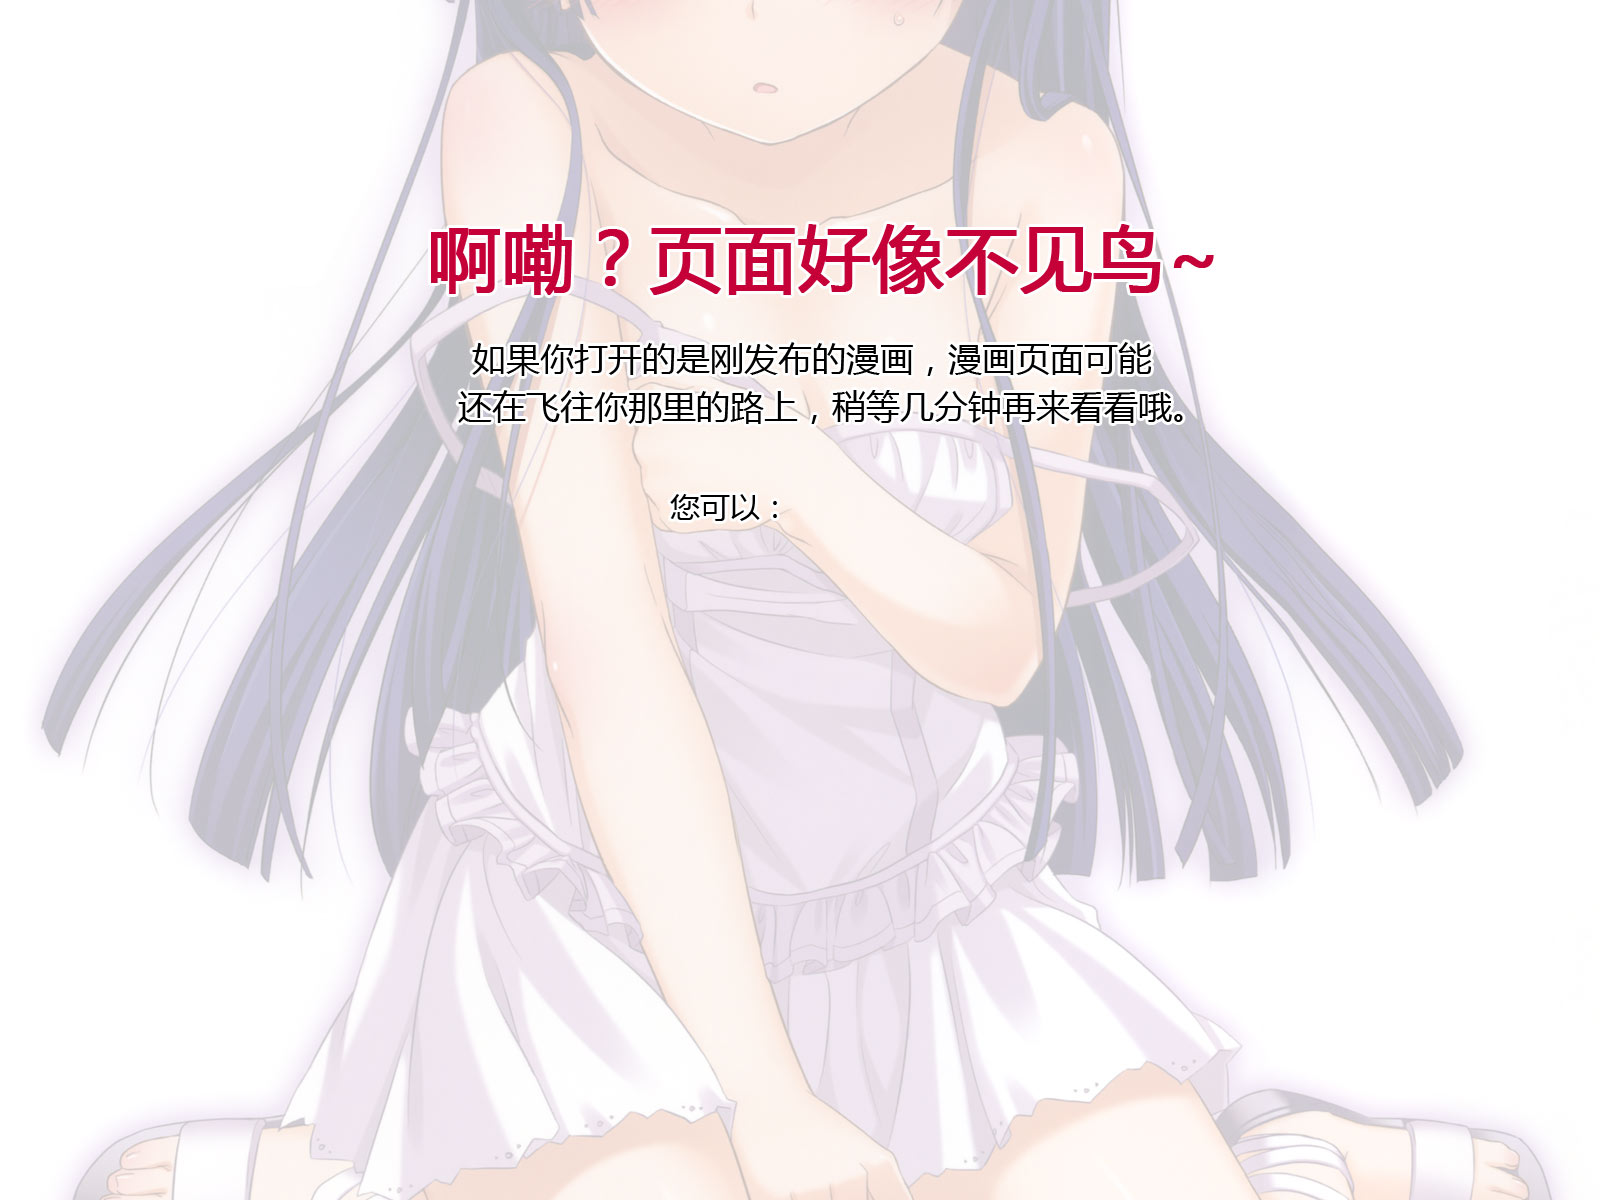 啊嘞？页面好像不见鸟~
如果你打开的是刚发布的漫画，漫画页面可能
还在飞往你那里的路上，稍等几分钟再来看看哦。
您可以：